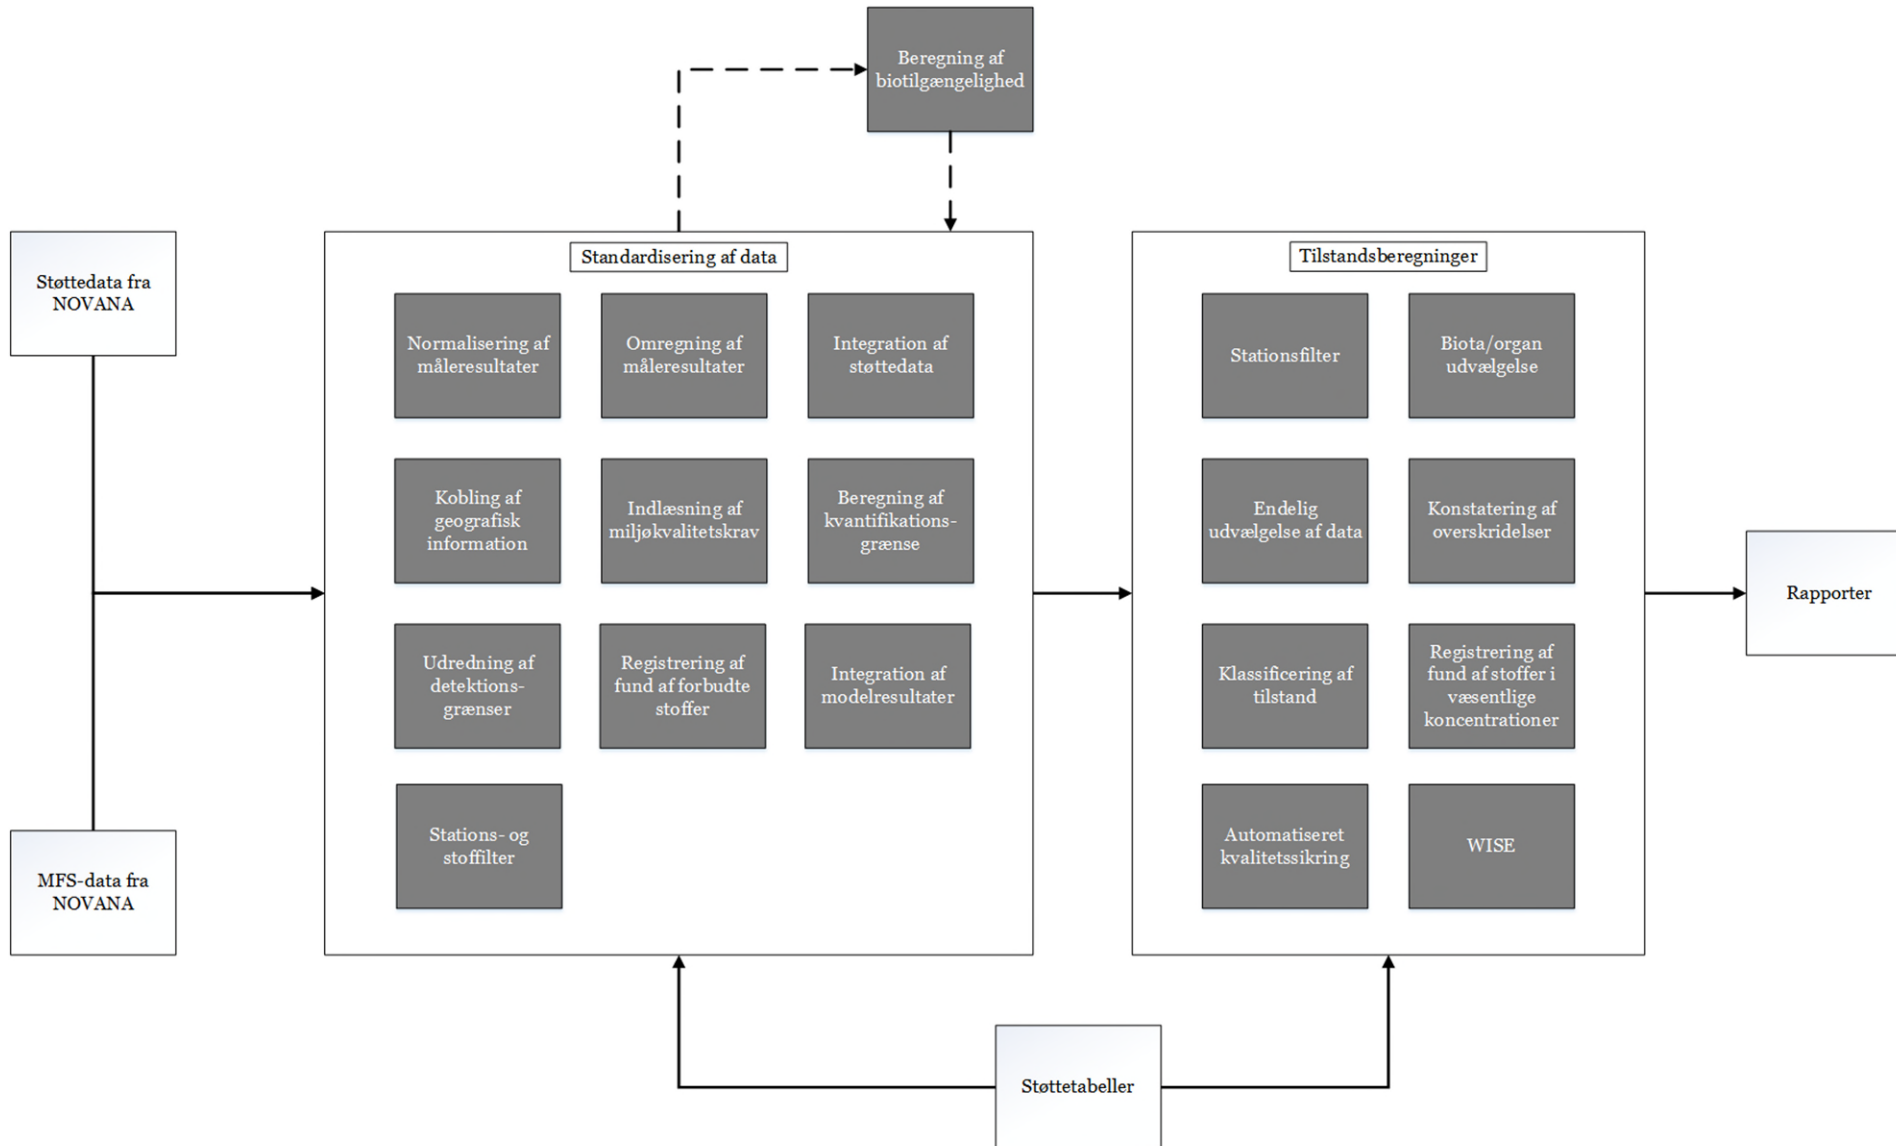 Beregning af
biotilgængelighed
Støttedata fra
NOVANA
MFS-data fra
NOVANA
Standardisering af data
Normalisering af
måleresultater
Omregning af
måleresultater
Integration af
støttedata
Kobling af
geografisk
information
Indlæsning af
miljøkvalitetskrav
Beregning af
kvantifikations-
grænse
Udredning af
detektions-
grænser
Registrering af
fund af forbudte
stoffer
Integration af
modelresultater
Stations- og
stoffilter
Tilstandsberegninger
Stationsfilter
Biota/organ
udvælgelse
Endelig
udvælgelse af data
Konstatering af
overskridelser
Klassificering af
tilstand
Registrering af
fund af stoffer i
væsentlige
koncentrationer
Automatiseret
kvalitetssikring
WISE
Rapporter
Støttetabeller